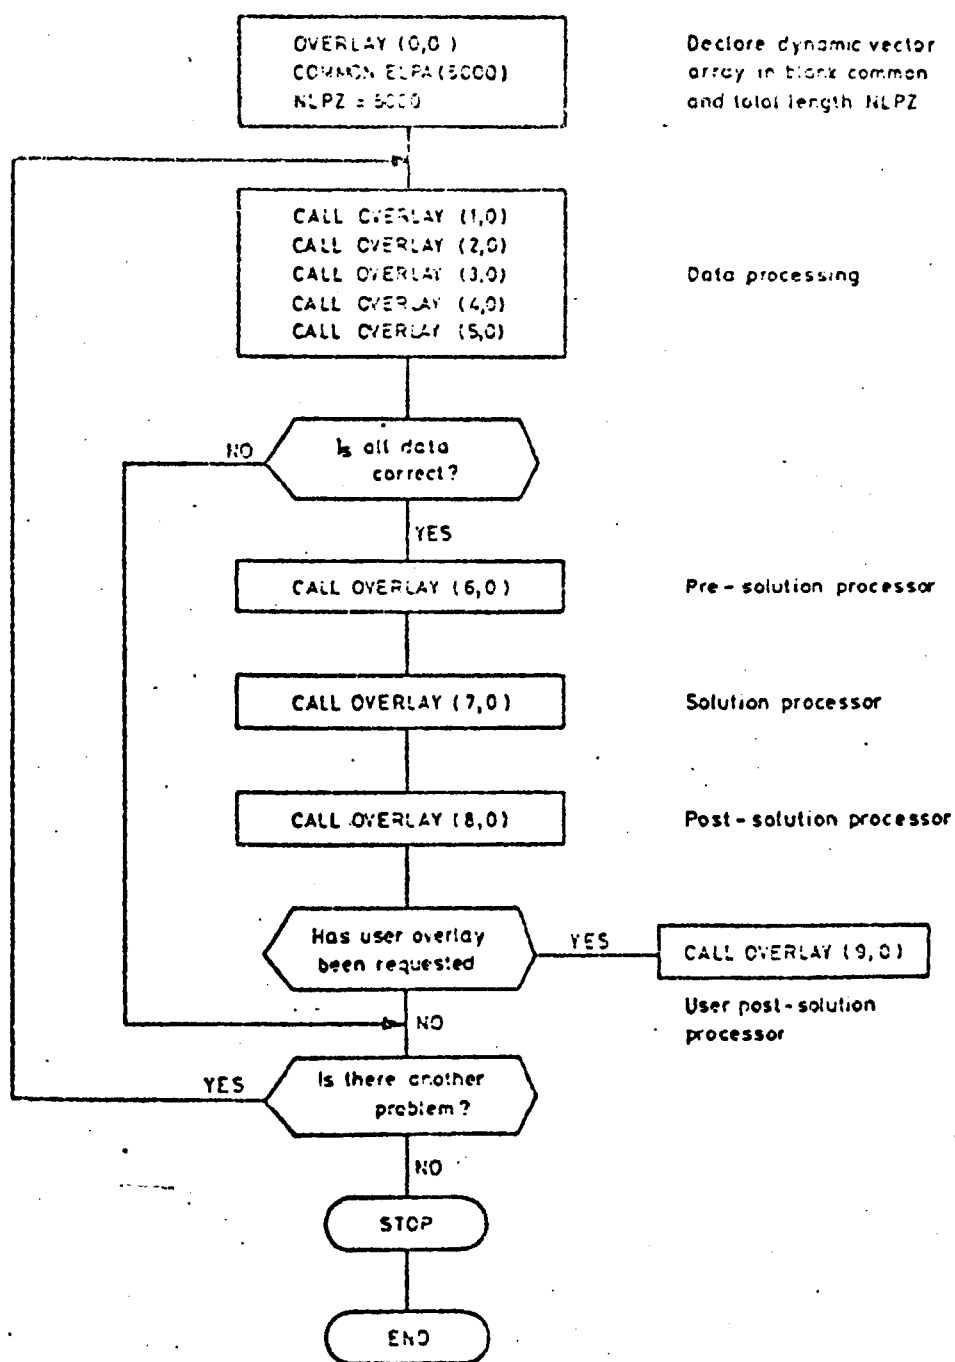 OVERLAY (0,0)
COMMON ELPA(5000)
NLPZ = 5000
Declare dynamic vector
array in blank common
and total length NLPZ
CALL OVERLAY (1,0)
CALL OVERLAY (2,0)
CALL OVERLAY (3,0)
CALL OVERLAY (4,0)
CALL OVERLAY (5,0)
Data processing
Is all data
correct?
NO
YES
CALL OVERLAY (6,0)
Pre-solution processor
CALL OVERLAY (7,0)
Solution processor
CALL OVERLAY (8,0)
Post-solution processor
Has user overlay
been requested
YES
CALL OVERLAY (9,0)
User post-solution
processor
NO
Is there another
problem?
YES
NO
STOP
END